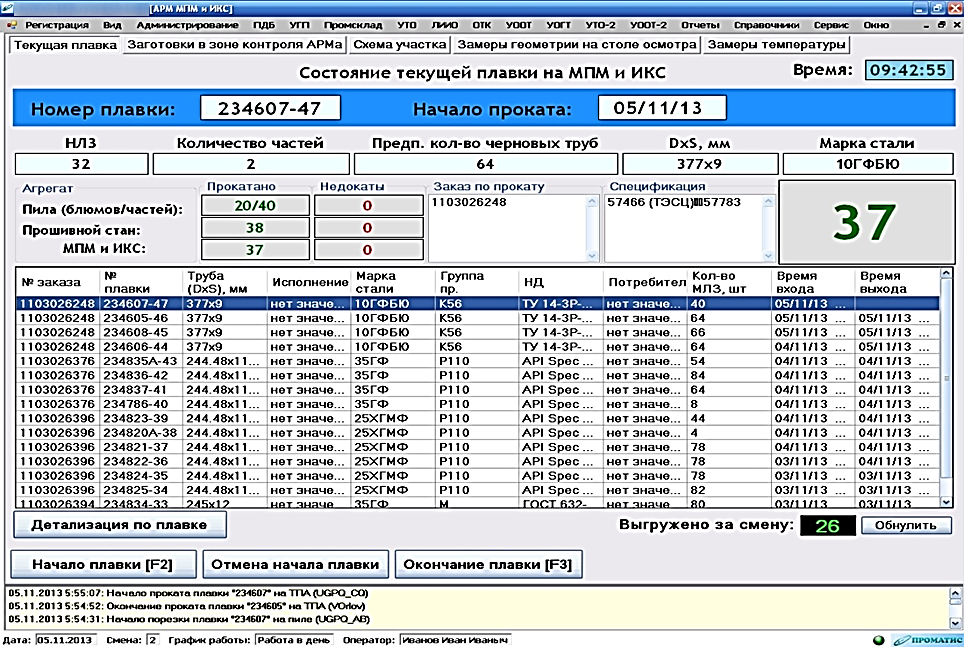 [АРМ МПМ и ИКС]
Регистрация Вид Администрирование ПДБ УГП Промсклад УТО ЛИИО ОТК УООТ УОГТ УТО-2 УООТ-2 Отчеты Справочники Сервис Окно
Текущая плавка Заготовки в зоне контроля АРМа Схема участка Замеры геометрии на столе осмотра Замеры температуры
Состояние текущей плавки на МПМ и ИКС Время: 09:42:55
Номер плавки: 234607-47 Начало проката: 05/11/13
НЛЗ Количество частей Предп. кол-во черновых труб DxS, мм Марка стали
32 2 64 377x9 10ГФБЮ
Агрегат Прокатано Недокаты Заказ по прокату Спецификация
Пила (блюмов/частей): 20/40 0 1103026248 57466 (ТЭСЦ) 57783
Прошивной стан: 38 0
МПМ и ИКС: 37 0
37
№ заказа № плавки Труба (DxS), мм Исполнение Марка стали Группа пр. НД Потребител Кол-во МЛЗ, шт Время входа Время выхода
1103026248 234607-47 377x9 нет значе... 10ГФБЮ К56 ТУ 14-3Р-... нет значе... 40 05/11/13 ...
1103026248 234605-46 377x9 нет значе... 10ГФБЮ К56 ТУ 14-3Р-... нет значе... 64 05/11/13 ... 05/11/13 ...
1103026248 234608-45 377x9 нет значе... 10ГФБЮ К56 ТУ 14-3Р-... нет значе... 66 05/11/13 ... 05/11/13 ...
1103026248 234606-44 377x9 нет значе... 10ГФБЮ К56 ТУ 14-3Р-... нет значе... 64 04/11/13 ... 05/11/13 ...
1103026376 234835А-43 244.48x11... нет значе... 35ГФ Р110 API Spec ... нет значе... 54 04/11/13 ... 04/11/13 ...
1103026376 234836-42 244.48x11... нет значе... 35ГФ Р110 API Spec ... нет значе... 84 04/11/13 ... 04/11/13 ...
1103026376 234837-41 244.48x11... нет значе... 35ГФ Р110 API Spec ... нет значе... 64 04/11/13 ... 04/11/13 ...
1103026376 234786-40 244.48x11... нет значе... 35ГФ Р110 API Spec ... нет значе... 8 04/11/13 ... 04/11/13 ...
1103026396 234823-39 244.48x11... нет значе... 25ХГМФ Р110 API Spec ... нет значе... 44 04/11/13 ... 04/11/13 ...
1103026396 234820А-38 244.48x11... нет значе... 25ХГМФ Р110 API Spec ... нет значе... 4 04/11/13 ... 04/11/13 ...
1103026396 234821-37 244.48x11... нет значе... 25ХГМФ Р110 API Spec ... нет значе... 78 04/11/13 ... 04/11/13 ...
1103026396 234822-36 244.48x11... нет значе... 25ХГМФ Р110 API Spec ... нет значе... 78 03/11/13 ... 04/11/13 ...
1103026396 234824-35 244.48x11... нет значе... 25ХГМФ Р110 API Spec ... нет значе... 78 03/11/13 ... 03/11/13 ...
1103026396 234825-34 244.48x11... нет значе... 25ХГМФ Р110 API Spec ... нет значе... 82 03/11/13 ... 03/11/13 ...
1103026394 234834-33 245x12 нет значе... 35ГФ М ГОСТ 632- нет значе... 80 03/11/13 ... 03/11/13 ...
Детализация по плавке Выгружено за смену: 26 Обнулить
Начало плавки [F2] Отмена начала плавки Окончание плавки [F3]
05.11.2013 5:55:07: Начало проката плавки "234607" на ТПА (UGPQ_CQ)
05.11.2013 5:54:52: Окончание проката плавки "234605" на ТПА (VOrlov)
05.11.2013 5:54:31: Начало порезки плавки "234607" на пиле (UGPQ_AB)
Дата: 05.11.2013 Смена: 2 График работы: Работа в день Оператор: Иванов Иван Иваныч ПРОМАТИС